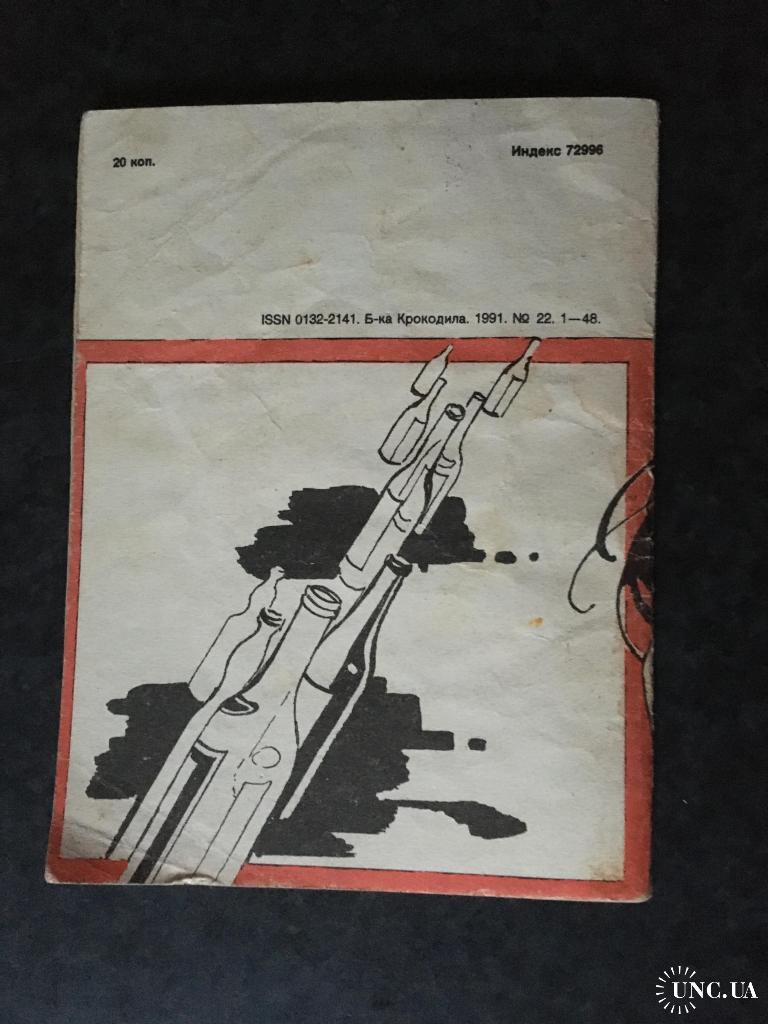 20 коп.
Индекс 72996
ISSN 0132-2141. Б-ка Крокодила. 1991. № 22. 1—48.
UNC.UA